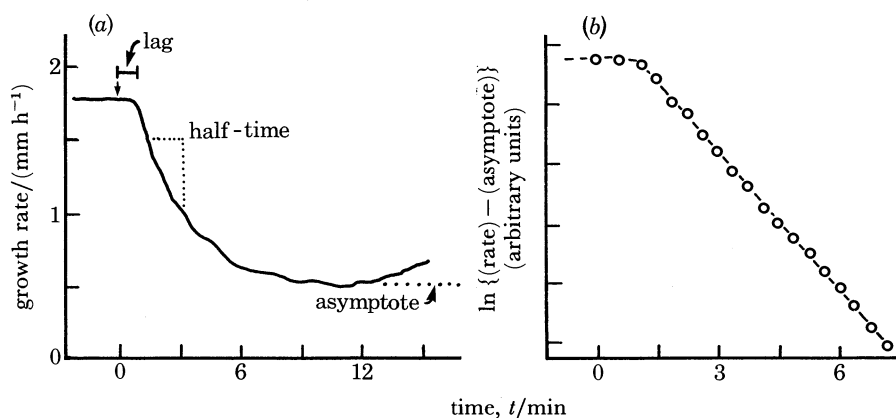 (a)
lag
2
half-time
1
growth rate/(mm h⁻¹)
asymptote
0
0 6 12
(b)
ln {(rate) − (asymptote)}
(arbitrary units)
0 3 6
time, t/min